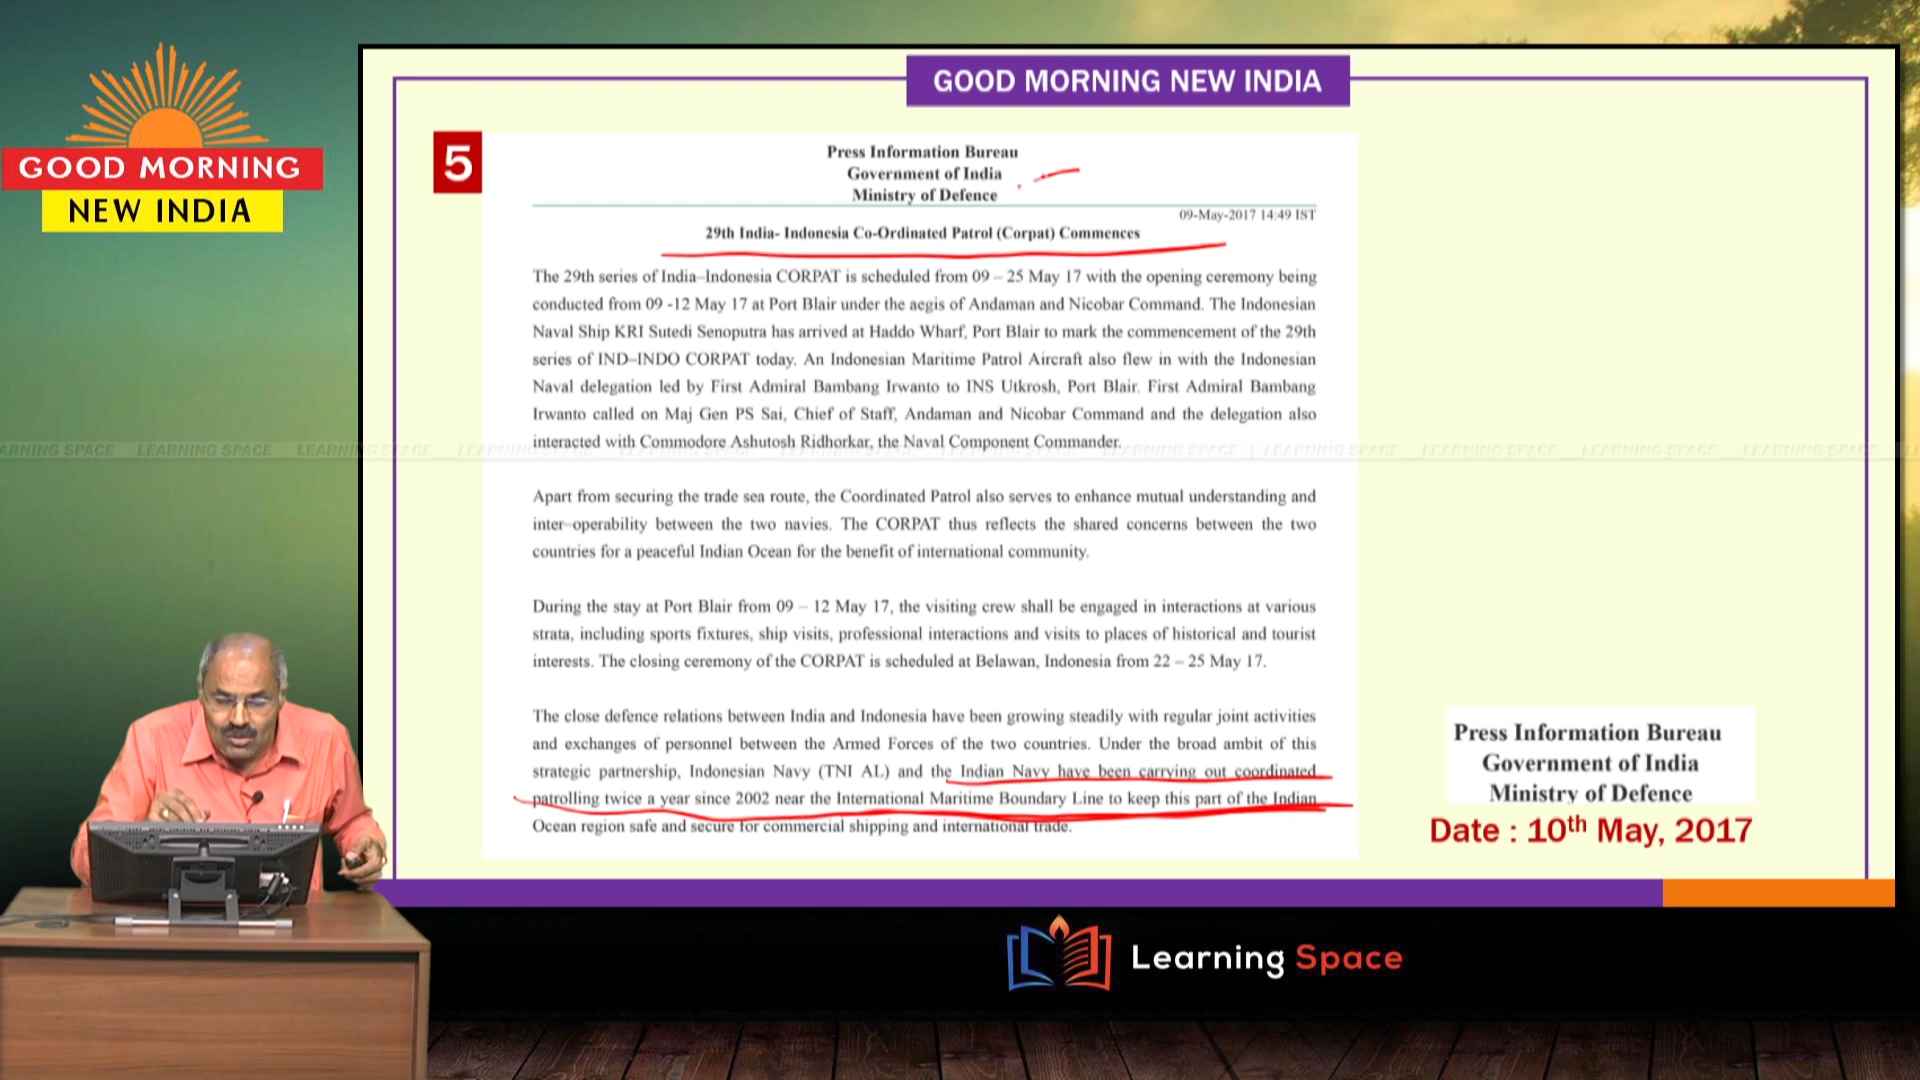 GOOD MORNING
NEW INDIA
GOOD MORNING NEW INDIA
5
Press Information Bureau
Government of India
Ministry of Defence
09-May-2017 14:49 IST
29th India- Indonesia Co-Ordinated Patrol (Corpat) Commences
The 29th series of India–Indonesia CORPAT is scheduled from 09 – 25 May 17 with the opening ceremony being
conducted from 09 -12 May 17 at Port Blair under the aegis of Andaman and Nicobar Command. The Indonesian
Naval Ship KRI Sutedi Senoputra has arrived at Haddo Wharf, Port Blair to mark the commencement of the 29th
series of IND–INDO CORPAT today. An Indonesian Maritime Patrol Aircraft also flew in with the Indonesian
Naval delegation led by First Admiral Bambang Irwanto to INS Utkrosh, Port Blair. First Admiral Bambang
Irwanto called on Maj Gen PS Sai, Chief of Staff, Andaman and Nicobar Command and the delegation also
interacted with Commodore Ashutosh Ridhorkar, the Naval Component Commander.
ARNING SPACE LEARNING SPACE LEARNING SPACE LEARNING SPACE LEARNING SPACE LEARNING SPACE LEARNING SPACE
Apart from securing the trade sea route, the Coordinated Patrol also serves to enhance mutual understanding and
inter–operability between the two navies. The CORPAT thus reflects the shared concerns between the two
countries for a peaceful Indian Ocean for the benefit of international community.
During the stay at Port Blair from 09 – 12 May 17, the visiting crew shall be engaged in interactions at various
strata, including sports fixtures, ship visits, professional interactions and visits to places of historical and tourist
interests. The closing ceremony of the CORPAT is scheduled at Belawan, Indonesia from 22 – 25 May 17.
The close defence relations between India and Indonesia have been growing steadily with regular joint activities
and exchanges of personnel between the Armed Forces of the two countries. Under the broad ambit of this
strategic partnership, Indonesian Navy (TNI AL) and the Indian Navy have been carrying out coordinated
patrolling twice a year since 2002 near the International Maritime Boundary Line to keep this part of the Indian
Ocean region safe and secure for commercial shipping and international trade.
Press Information Bureau
Government of India
Ministry of Defence
Date : 10th May, 2017
Learning Space